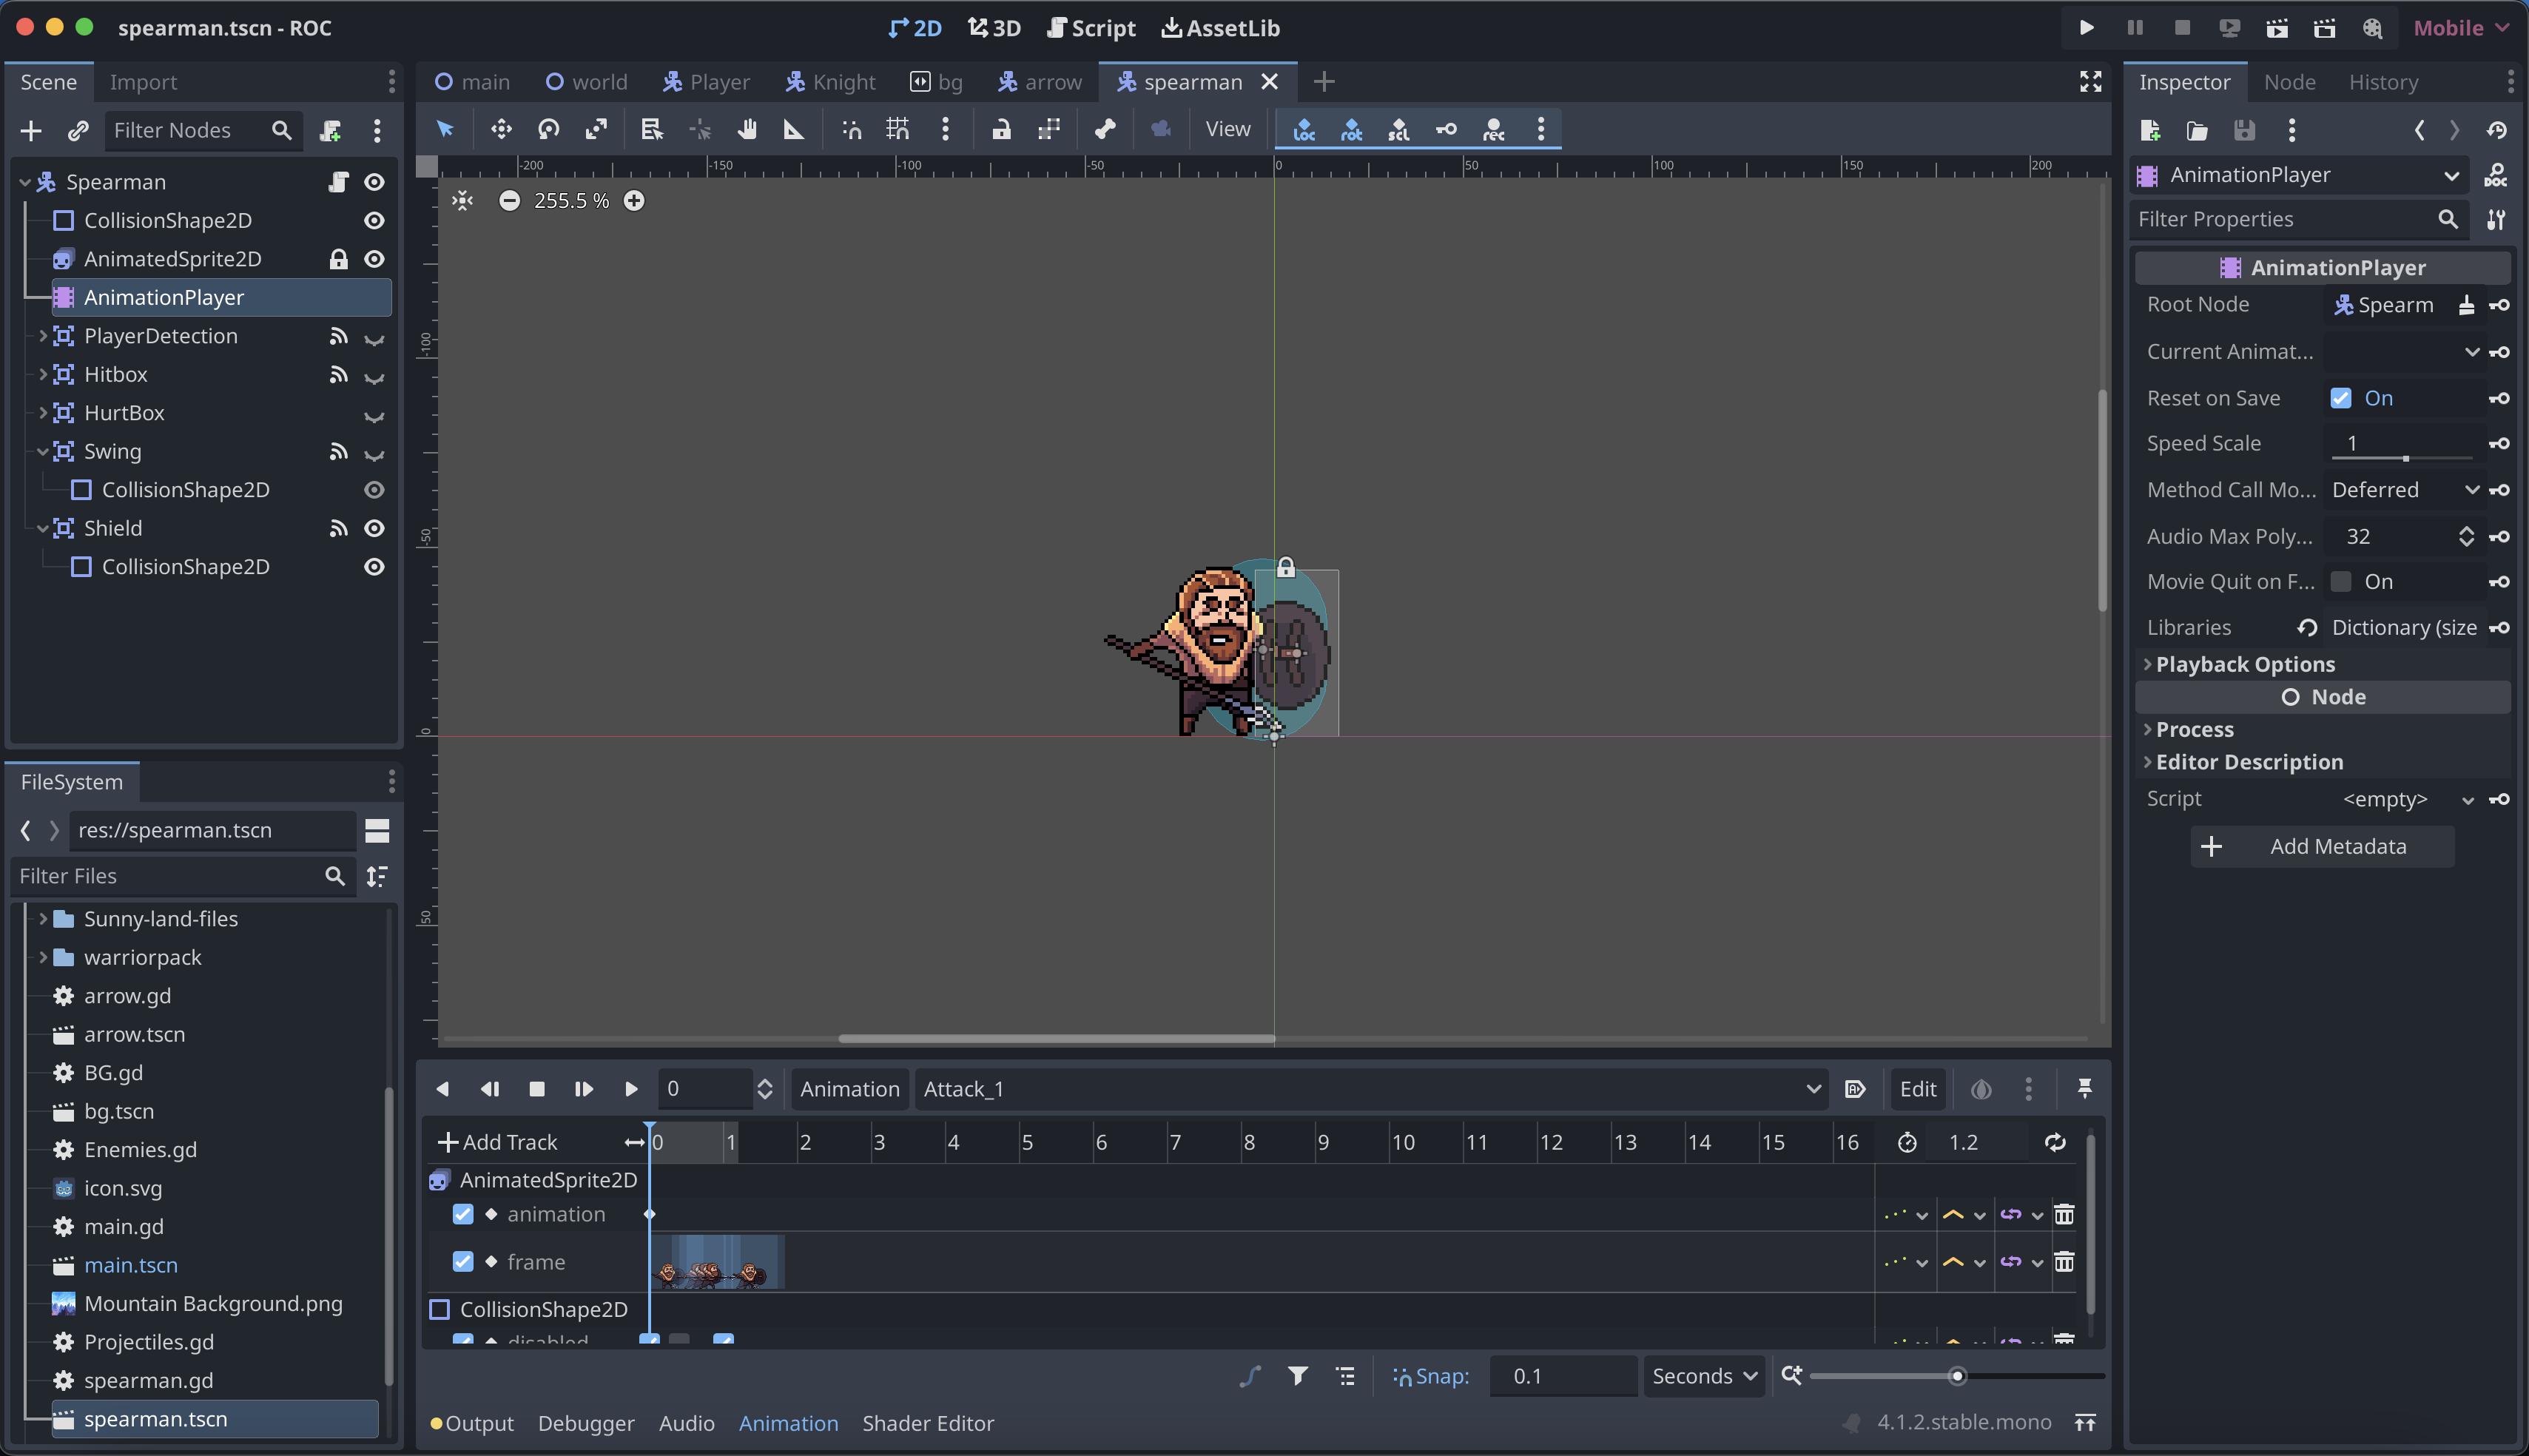 spearman.tscn - ROC
2D
3D
Script
AssetLib
Mobile
Scene
Import
Filter Nodes
Spearman
CollisionShape2D
AnimatedSprite2D
AnimationPlayer
PlayerDetection
Hitbox
HurtBox
Swing
CollisionShape2D
Shield
CollisionShape2D
FileSystem
res://spearman.tscn
Filter Files
Sunny-land-files
warriorpack
arrow.gd
arrow.tscn
BG.gd
bg.tscn
Enemies.gd
icon.svg
main.gd
main.tscn
Mountain Background.png
Projectiles.gd
spearman.gd
spearman.tscn
main
world
Player
Knight
bg
arrow
spearman
View
loc
rot
scl
rec
-200
-150
-100
-50
0
50
100
150
200
-100
-50
0
50
255.5 %
0
Animation
Attack_1
Edit
Add Track
0
1
2
3
4
5
6
7
8
9
10
11
12
13
14
15
16
1.2
AnimatedSprite2D
animation
frame
CollisionShape2D
disabled
Snap:
0.1
Seconds
Output
Debugger
Audio
Animation
Shader Editor
4.1.2.stable.mono
Inspector
Node
History
AnimationPlayer
DOC
Filter Properties
AnimationPlayer
Root Node
Spearm
Current Animat...
Reset on Save
On
Speed Scale
1
Method Call Mo...
Deferred
Audio Max Poly...
32
Movie Quit on F...
On
Libraries
Dictionary (size
Playback Options
Node
Process
Editor Description
Script
<empty>
Add Metadata